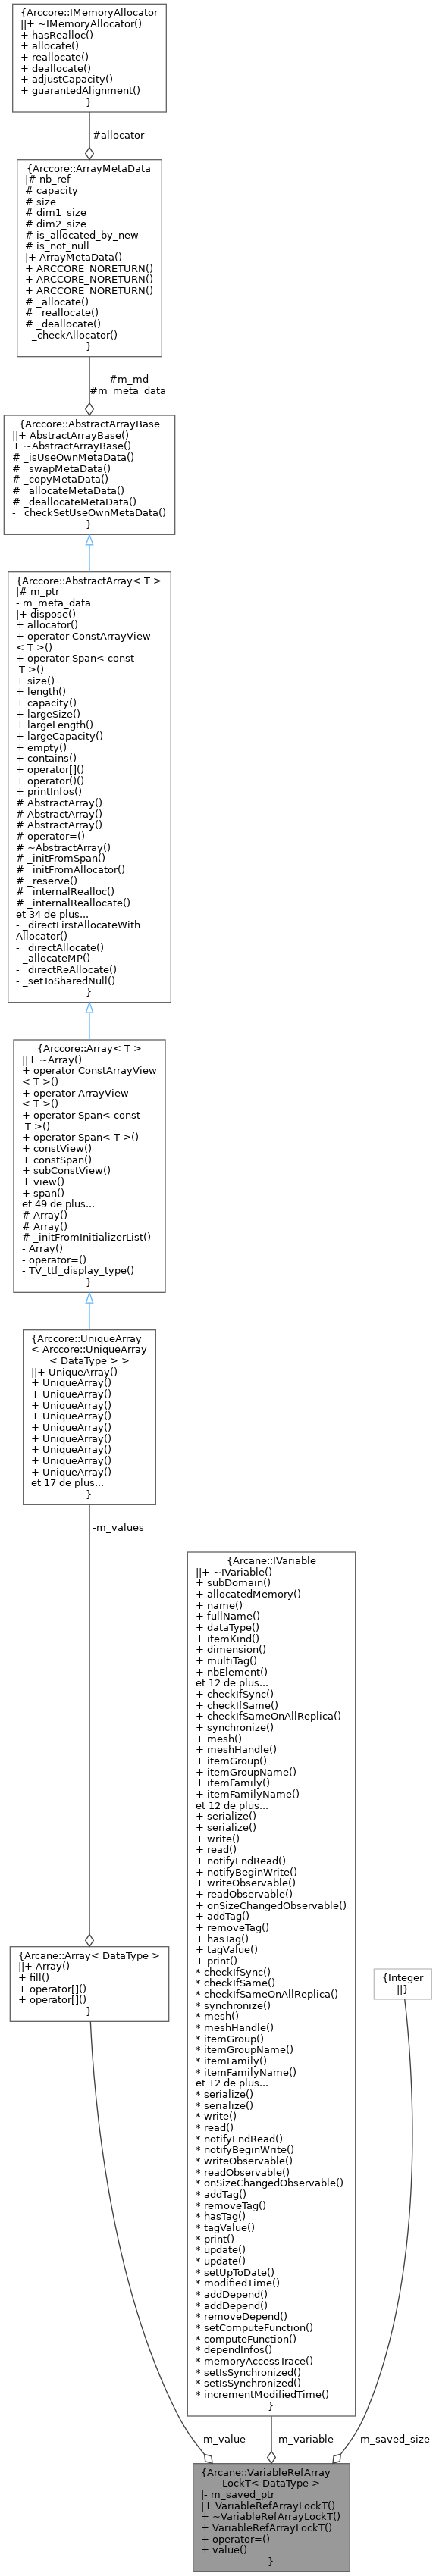 {Arccore::IMemoryAllocator
||+ ~IMemoryAllocator()
+ hasRealloc()
+ allocate()
+ reallocate()
+ deallocate()
+ adjustCapacity()
+ guarantedAlignment()
}
#allocator
{Arccore::ArrayMetaData
|# nb_ref
# capacity
# size
# dim1_size
# dim2_size
# is_allocated_by_new
# is_not_null
|+ ArrayMetaData()
+ ARCCORE_NORETURN()
+ ARCCORE_NORETURN()
+ ARCCORE_NORETURN()
# _allocate()
# _reallocate()
# _deallocate()
- _checkAllocator()
}
#m_md
#m_meta_data
{Arccore::AbstractArrayBase
||+ AbstractArrayBase()
+ ~AbstractArrayBase()
# _isUseOwnMetaData()
# _swapMetaData()
# _copyMetaData()
# _allocateMetaData()
# _deallocateMetaData()
- _checkSetUseOwnMetaData()
}
{Arccore::AbstractArray< T >
|# m_ptr
- m_meta_data
|+ dispose()
+ allocator()
+ operator ConstArrayView
< T >()
+ operator Span< const
T >()
+ size()
+ length()
+ capacity()
+ largeSize()
+ largeLength()
+ largeCapacity()
+ empty()
+ contains()
+ operator[]()
+ operator()()
+ printInfos()
# AbstractArray()
# AbstractArray()
# AbstractArray()
# operator=()
# ~AbstractArray()
# _initFromSpan()
# _initFromAllocator()
# _reserve()
# _internalRealloc()
# _internalReallocate()
et 34 de plus...
- _directFirstAllocateWith
Allocator()
- _directAllocate()
- _allocateMP()
- _directReAllocate()
- _setToSharedNull()
}
{Arccore::Array< T >
||+ ~Array()
+ operator ConstArrayView
< T >()
+ operator ArrayView
< T >()
+ operator Span< const
T >()
+ operator Span< T >()
+ constView()
+ constSpan()
+ subConstView()
+ view()
+ span()
et 49 de plus...
# Array()
# Array()
# _initFromInitializerList()
- Array()
- operator=()
- TV_ttf_display_type()
}
{Arccore::UniqueArray
< Arccore::UniqueArray
< DataType > >
||+ UniqueArray()
+ UniqueArray()
+ UniqueArray()
+ UniqueArray()
+ UniqueArray()
+ UniqueArray()
+ UniqueArray()
+ UniqueArray()
+ UniqueArray()
+ UniqueArray()
et 17 de plus...
}
-m_values
{Arcane::Array< DataType >
||+ Array()
+ fill()
+ operator[]()
+ operator[]()
}
{Arcane::IVariable
||+ ~IVariable()
+ subDomain()
+ allocatedMemory()
+ name()
+ fullName()
+ dataType()
+ itemKind()
+ dimension()
+ multiTag()
+ nbElement()
et 12 de plus...
+ checkIfSync()
+ checkIfSame()
+ checkIfSameOnAllReplica()
+ synchronize()
+ mesh()
+ meshHandle()
+ itemGroup()
+ itemGroupName()
+ itemFamily()
+ itemFamilyName()
et 12 de plus...
+ serialize()
+ serialize()
+ write()
+ read()
+ notifyEndRead()
+ notifyBeginWrite()
+ writeObservable()
+ readObservable()
+ onSizeChangedObservable()
+ addTag()
+ removeTag()
+ hasTag()
+ tagValue()
+ print()
* checkIfSync()
* checkIfSame()
* checkIfSameOnAllReplica()
* synchronize()
* mesh()
* meshHandle()
* itemGroup()
* itemGroupName()
* itemFamily()
* itemFamilyName()
et 12 de plus...
* serialize()
* serialize()
* write()
* read()
* notifyEndRead()
* notifyBeginWrite()
* writeObservable()
* readObservable()
* onSizeChangedObservable()
* addTag()
* removeTag()
* hasTag()
* tagValue()
* print()
* update()
* update()
* setUpToDate()
* modifiedTime()
* addDepend()
* addDepend()
* removeDepend()
* setComputeFunction()
* computeFunction()
* dependInfos()
* memoryAccessTrace()
* setIsSynchronized()
* setIsSynchronized()
* incrementModifiedTime()
}
{Integer
||}
-m_value
-m_variable
-m_saved_size
{Arcane::VariableRefArray
LockT< DataType >
|- m_saved_ptr
|+ VariableRefArrayLockT()
+ ~VariableRefArrayLockT()
+ VariableRefArrayLockT()
+ operator=()
+ value()
}